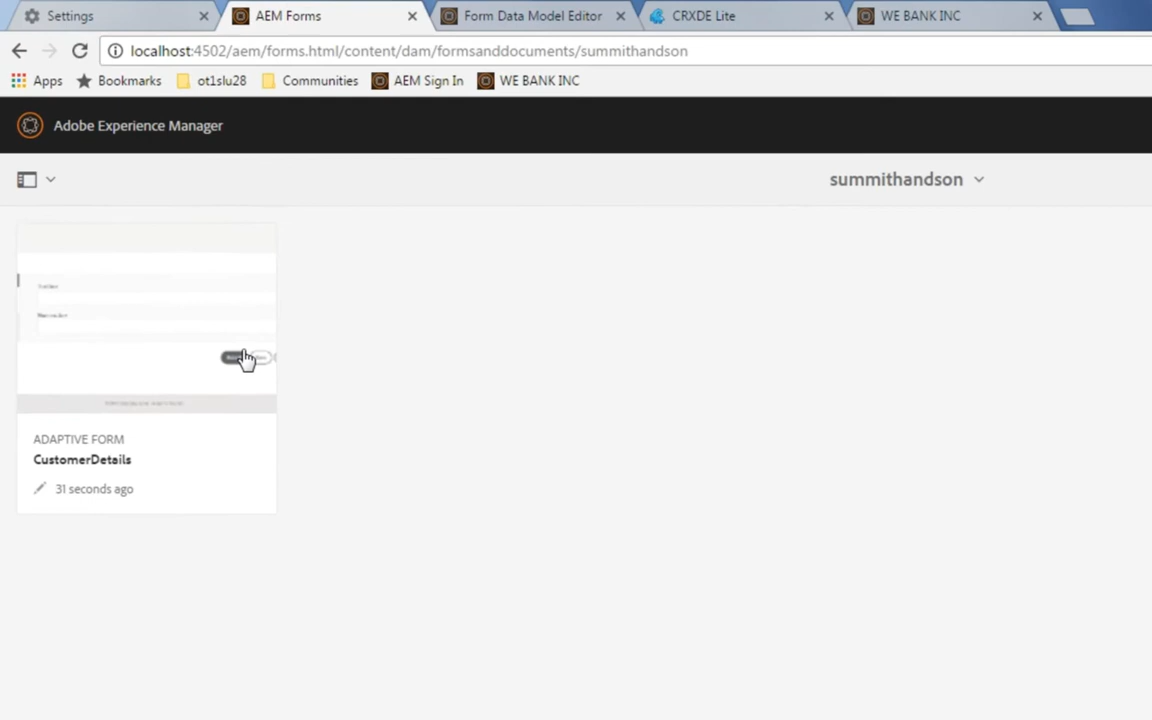 Settings
AEM Forms
Form Data Model Editor
CRXDE Lite
WE BANK INC
localhost:4502/aem/forms.html/content/dam/formsanddocuments/summithandson
Apps
Bookmarks
ot1slu28
Communities
AEM Sign In
WE BANK INC
Adobe Experience Manager
summithandson
ADAPTIVE FORM
CustomerDetails
31 seconds ago